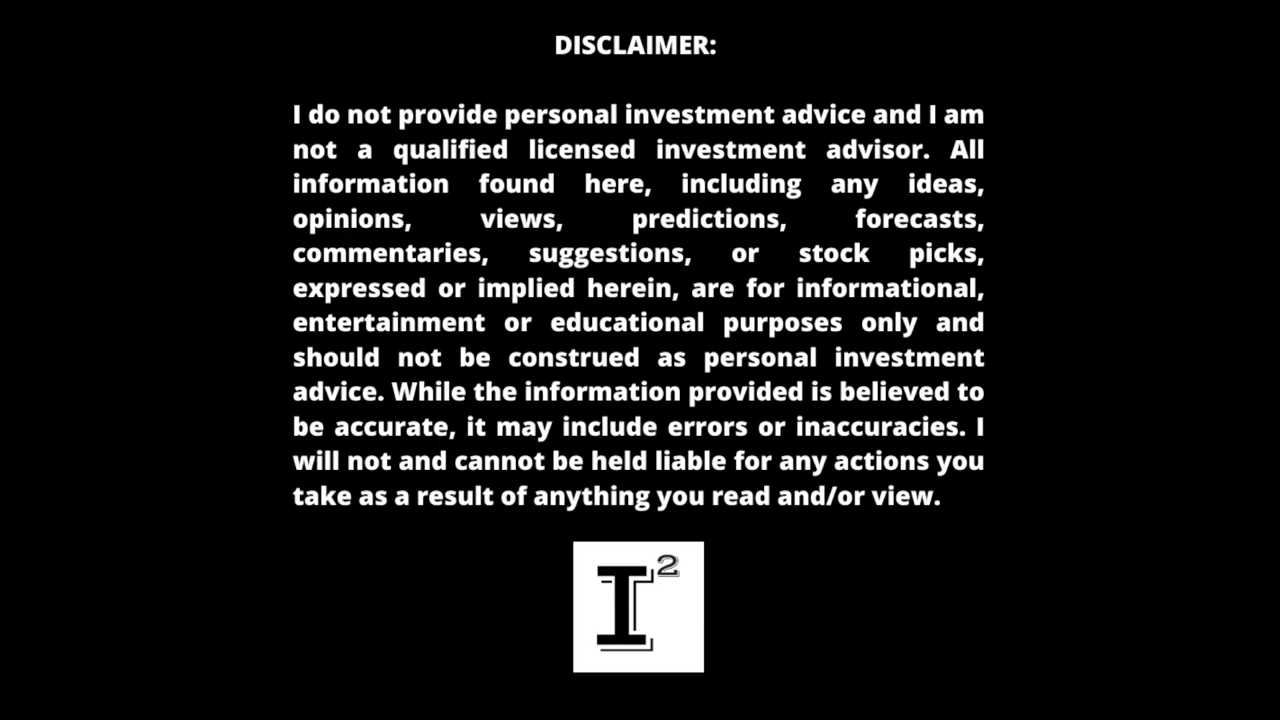 DISCLAIMER:
I do not provide personal investment advice and I am
not a qualified licensed investment advisor. All
information found here, including any ideas,
opinions, views, predictions, forecasts,
commentaries, suggestions, or stock picks,
expressed or implied herein, are for informational,
entertainment or educational purposes only and
should not be construed as personal investment
advice. While the information provided is believed to
be accurate, it may include errors or inaccuracies. I
will not and cannot be held liable for any actions you
take as a result of anything you read and/or view.
I²